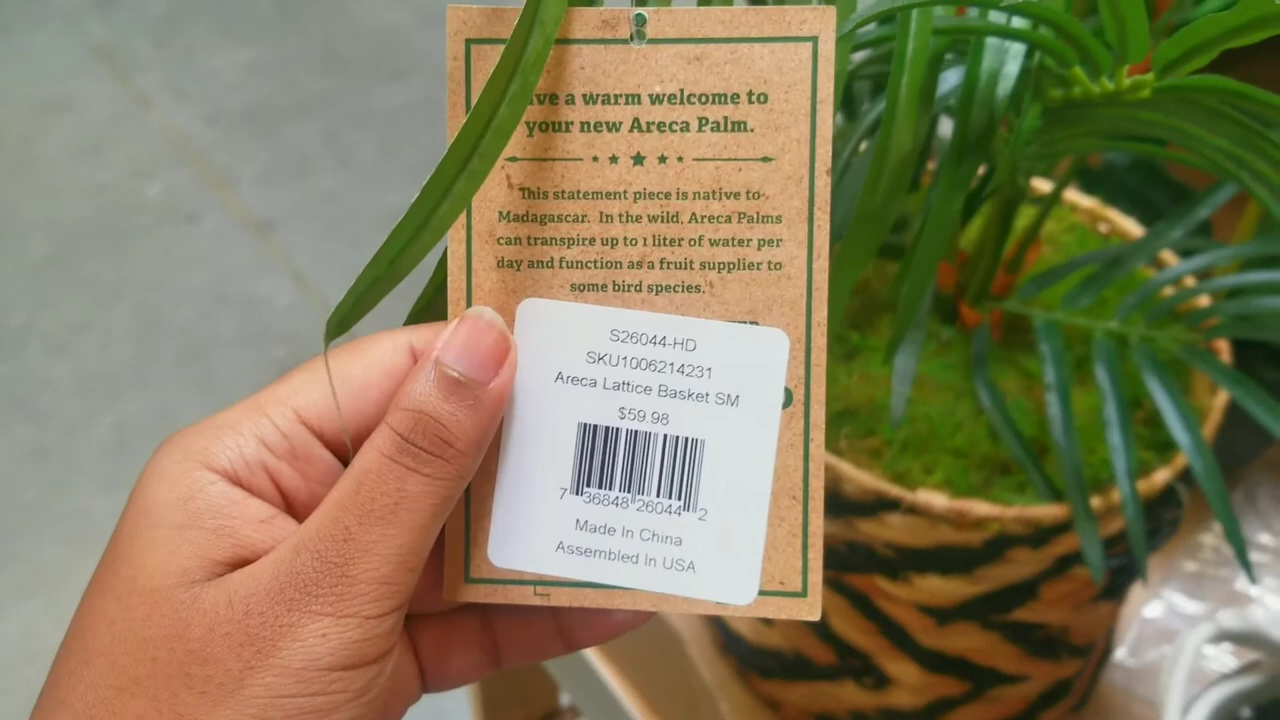 a warm welcome to
your new Areca Palm.
This statement piece is native to
Madagascar. In the wild, Areca Palms
can transpire up to 1 liter of water per
day and function as a fruit supplier to
some bird species.
S26044-HD
SKU1006214231
Areca Lattice Basket SM
$59.98
7 36848 26044 2
Made In China
Assembled In USA